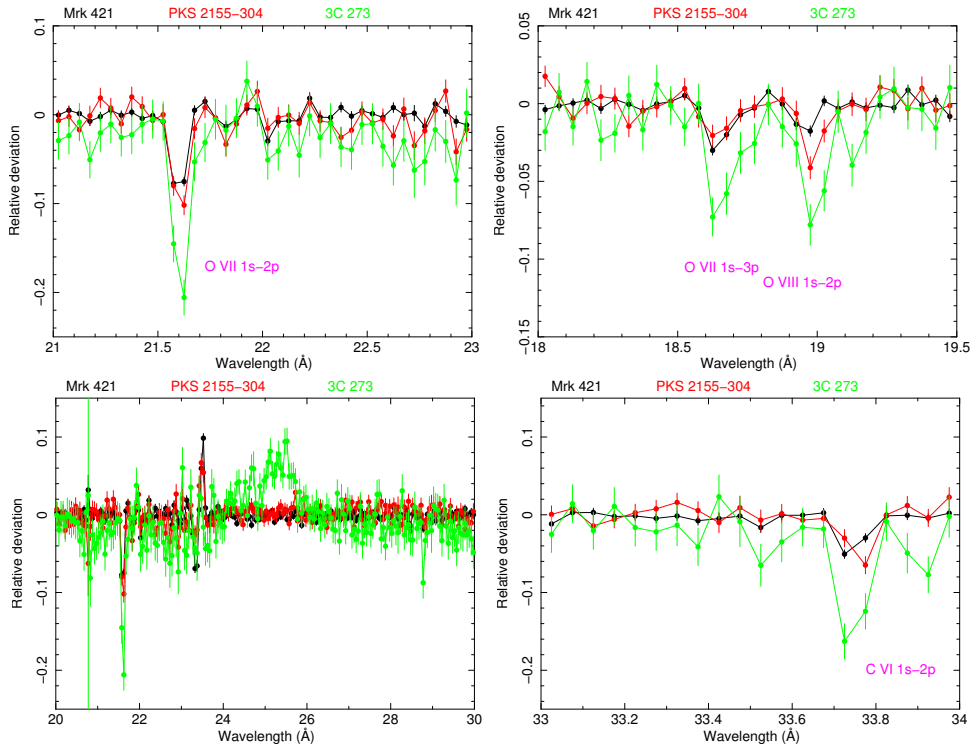 Mrk 421 PKS 2155−304 3C 273
0.1
0
−0.1
−0.2
Relative deviation
O VII 1s−2p
21 21.5 22 22.5 23
Wavelength (Å)
Mrk 421 PKS 2155−304 3C 273
0.05
0
−0.05
−0.1
−0.15
Relative deviation
O VII 1s−3p
O VIII 1s−2p
18 18.5 19 19.5
Wavelength (Å)
Mrk 421 PKS 2155−304 3C 273
0.1
0
−0.1
−0.2
Relative deviation
20 22 24 26 28 30
Wavelength (Å)
Mrk 421 PKS 2155−304 3C 273
0.1
0
−0.1
−0.2
Relative deviation
C VI 1s−2p
33 33.2 33.4 33.6 33.8 34
Wavelength (Å)